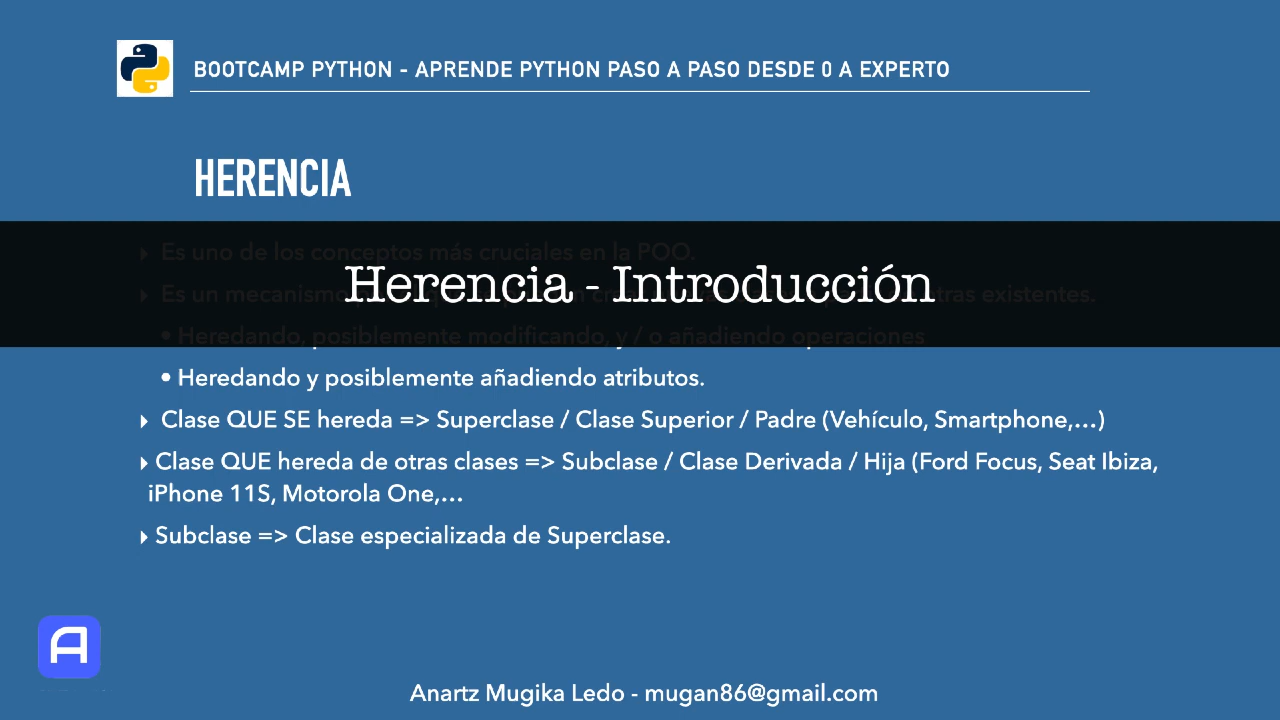 BOOTCAMP PYTHON - APRENDE PYTHON PASO A PASO DESDE 0 A EXPERTO
HERENCIA
▸ Es uno de los conceptos más cruciales en la POO.
▸ Es un mecanismo tras existentes.
Herencia - Introducción
• Heredando, posiblemente modificando, y / o añadiendo operaciones
• Heredando y posiblemente añadiendo atributos.
▸ Clase QUE SE hereda => Superclase / Clase Superior / Padre (Vehículo, Smartphone,...)
▸ Clase QUE hereda de otras clases => Subclase / Clase Derivada / Hija (Ford Focus, Seat Ibiza,
iPhone 11S, Motorola One,...
▸ Subclase => Clase especializada de Superclase.
A
Anartz Mugika Ledo - mugan86@gmail.com